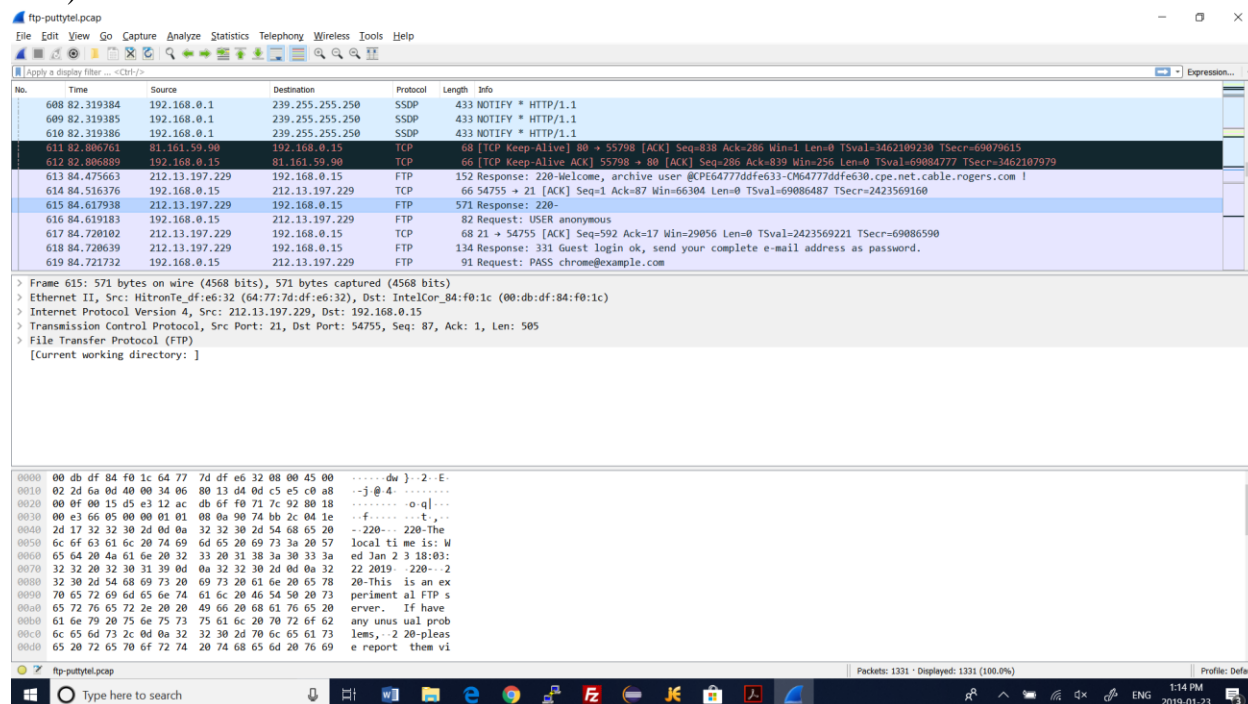 ftp-puttytel.pcap
File Edit View Go Capture Analyze Statistics Telephony Wireless Tools Help
Apply a display filter ... <Ctrl-/> Expression...
No. Time Source Destination Protocol Length Info
608 82.319384 192.168.0.1 239.255.255.250 SSDP 433 NOTIFY * HTTP/1.1
609 82.319385 192.168.0.1 239.255.255.250 SSDP 433 NOTIFY * HTTP/1.1
610 82.319386 192.168.0.1 239.255.255.250 SSDP 433 NOTIFY * HTTP/1.1
611 82.806761 81.161.59.90 192.168.0.15 TCP 68 [TCP Keep-Alive] 80 → 55798 [ACK] Seq=838 Ack=286 Win=1 Len=0 TSval=3462109230 TSecr=69079615
612 82.806889 192.168.0.15 81.161.59.90 TCP 66 [TCP Keep-Alive ACK] 55798 → 80 [ACK] Seq=286 Ack=839 Win=256 Len=0 TSval=69084777 TSecr=3462107979
613 84.475663 212.13.197.229 192.168.0.15 FTP 152 Response: 220-Welcome, archive user @CPE64777ddfe633-CM64777ddfe630.cpe.net.cable.rogers.com !
614 84.516376 192.168.0.15 212.13.197.229 TCP 66 54755 → 21 [ACK] Seq=1 Ack=87 Win=66304 Len=0 TSval=69086487 TSecr=2423569160
615 84.617938 212.13.197.229 192.168.0.15 FTP 571 Response: 220-
616 84.619183 192.168.0.15 212.13.197.229 FTP 82 Request: USER anonymous
617 84.720102 212.13.197.229 192.168.0.15 TCP 68 21 → 54755 [ACK] Seq=592 Ack=17 Win=29056 Len=0 TSval=2423569221 TSecr=69086590
618 84.720639 212.13.197.229 192.168.0.15 FTP 134 Response: 331 Guest login ok, send your complete e-mail address as password.
619 84.721732 192.168.0.15 212.13.197.229 FTP 91 Request: PASS chrome@example.com
> Frame 615: 571 bytes on wire (4568 bits), 571 bytes captured (4568 bits)
> Ethernet II, Src: HitronTe_df:e6:32 (64:77:7d:df:e6:32), Dst: IntelCor_84:f0:1c (00:db:df:84:f0:1c)
> Internet Protocol Version 4, Src: 212.13.197.229, Dst: 192.168.0.15
> Transmission Control Protocol, Src Port: 21, Dst Port: 54755, Seq: 87, Ack: 1, Len: 505
> File Transfer Protocol (FTP)
[Current working directory: ]
0000 00 db df 84 f0 1c 64 77 7d df e6 32 08 00 45 00 ······dw }··2··E·
0010 02 2d 6a 0d 40 00 34 06 80 13 d4 0d c5 e5 c0 a8 ·-j·@·4· ········
0020 00 0f 00 15 d5 e3 12 ac db 6f f0 71 7c 92 80 18 ········ ·o·q|···
0030 00 e3 66 05 00 00 01 01 08 0a 90 74 bb 2c 04 1e ··f····· ···t·,··
0040 2d 17 32 32 30 2d 0d 0a 32 32 30 2d 54 68 65 20 -·220-·· 220-The
0050 6c 6f 63 61 6c 20 74 69 6d 65 20 69 73 3a 20 57 local ti me is: W
0060 65 64 20 4a 61 6e 20 32 33 20 31 38 3a 30 33 3a ed Jan 2 3 18:03:
0070 32 32 20 32 30 31 39 0d 0a 32 32 30 2d 0d 0a 32 22 2019· ·220-··2
0080 32 30 2d 54 68 69 73 20 69 73 20 61 6e 20 65 78 20-This is an ex
0090 70 65 72 69 6d 65 6e 74 61 6c 20 46 54 50 20 73 periment al FTP s
00a0 65 72 76 65 72 2e 20 20 49 66 20 68 61 76 65 20 erver. If have
00b0 61 6e 79 20 75 6e 75 73 75 61 6c 20 70 72 6f 62 any unus ual prob
00c0 6c 65 6d 73 2c 0d 0a 32 32 30 2d 70 6c 65 61 73 lems,··2 20-pleas
00d0 65 20 72 65 70 6f 72 74 20 74 68 65 6d 20 76 69 e report them vi
ftp-puttytel.pcap Packets: 1331 · Displayed: 1331 (100.0%) Profile: Defa
Type here to search ENG 1:14 PM
2019-01-23